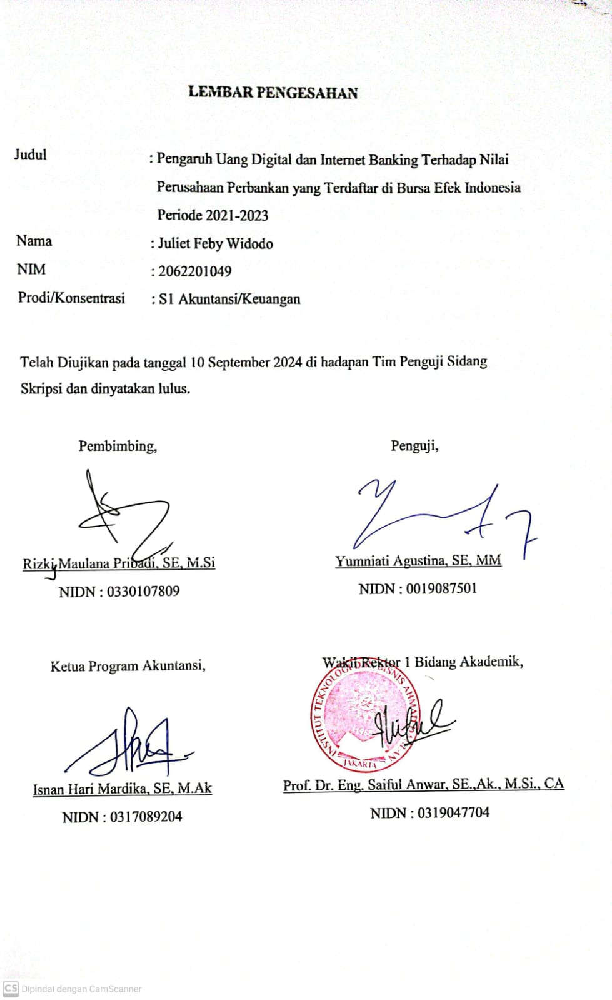 LEMBAR PENGESAHAN
Judul : Pengaruh Uang Digital dan Internet Banking Terhadap Nilai
Perusahaan Perbankan yang Terdaftar di Bursa Efek Indonesia
Periode 2021-2023
Nama : Juliet Feby Widodo
NIM : 2062201049
Prodi/Konsentrasi : S1 Akuntansi/Keuangan
Telah Diujikan pada tanggal 10 September 2024 di hadapan Tim Penguji Sidang
Skripsi dan dinyatakan lulus.
Pembimbing,
Rizki Maulana Pribadi, SE, M.Si
NIDN : 0330107809
Penguji,
Yumniati Agustina, SE, MM
NIDN : 0019087501
Ketua Program Akuntansi,
Isnan Hari Mardika, SE, M.Ak
NIDN : 0317089204
Wakil Rektor 1 Bidang Akademik,
INSTITUT TEKNOLOGI BISNIS
JAKARTA
Prof. Dr. Eng. Saiful Anwar, SE.,Ak., M.Si., CA
NIDN : 0319047704
CS Dipindai dengan CamScanner